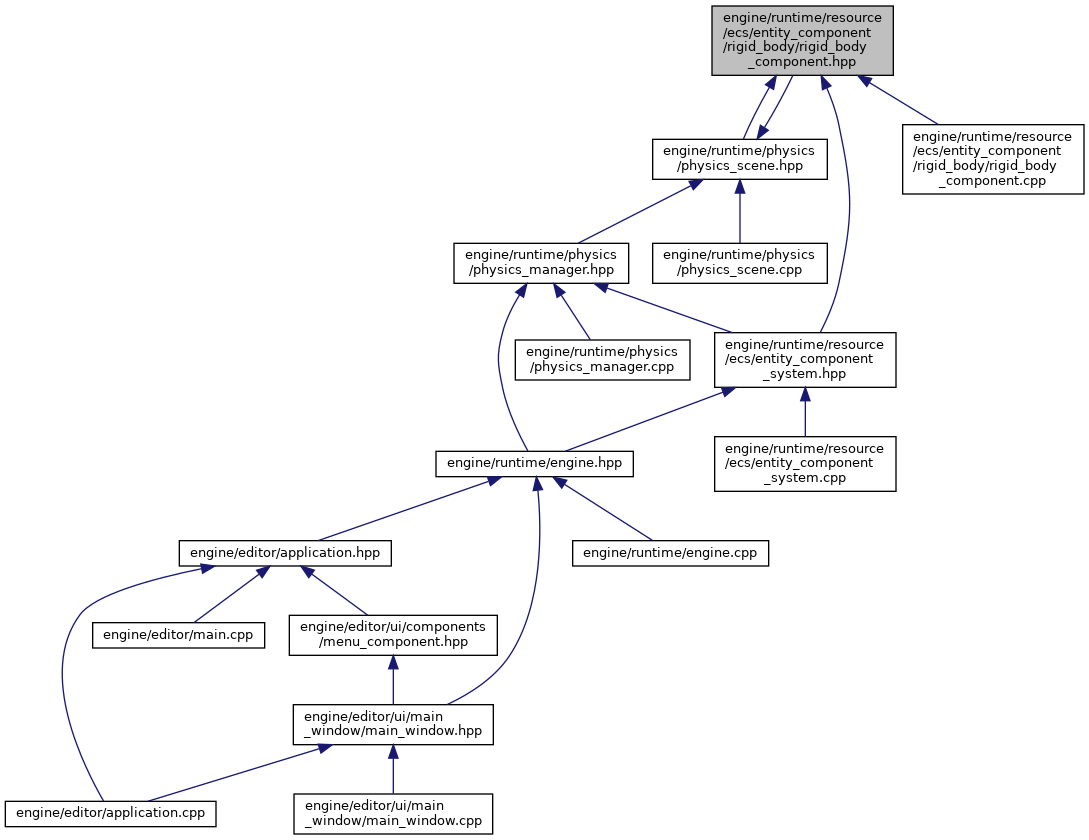 engine/runtime/resource
/ecs/entity_component
/rigid_body/rigid_body
_component.hpp
engine/runtime/physics
/physics_scene.hpp
engine/runtime/resource
/ecs/entity_component
/rigid_body/rigid_body
_component.cpp
engine/runtime/physics
/physics_manager.hpp
engine/runtime/physics
/physics_scene.cpp
engine/runtime/physics
/physics_manager.cpp
engine/runtime/resource
/ecs/entity_component
_system.hpp
engine/runtime/engine.hpp
engine/runtime/resource
/ecs/entity_component
_system.cpp
engine/editor/application.hpp
engine/runtime/engine.cpp
engine/editor/main.cpp
engine/editor/ui/components
/menu_component.hpp
engine/editor/ui/main
_window/main_window.hpp
engine/editor/application.cpp
engine/editor/ui/main
_window/main_window.cpp